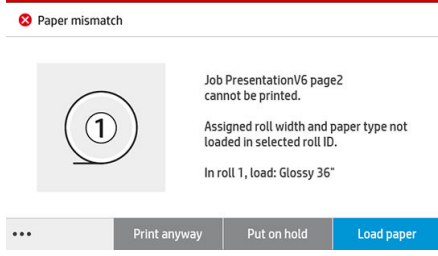 Paper mismatch
1
Job PresentationV6 page2
cannot be printed.
Assigned roll width and paper type not
loaded in selected roll ID.
In roll 1, load: Glossy 36"
Print anyway
Put on hold
Load paper